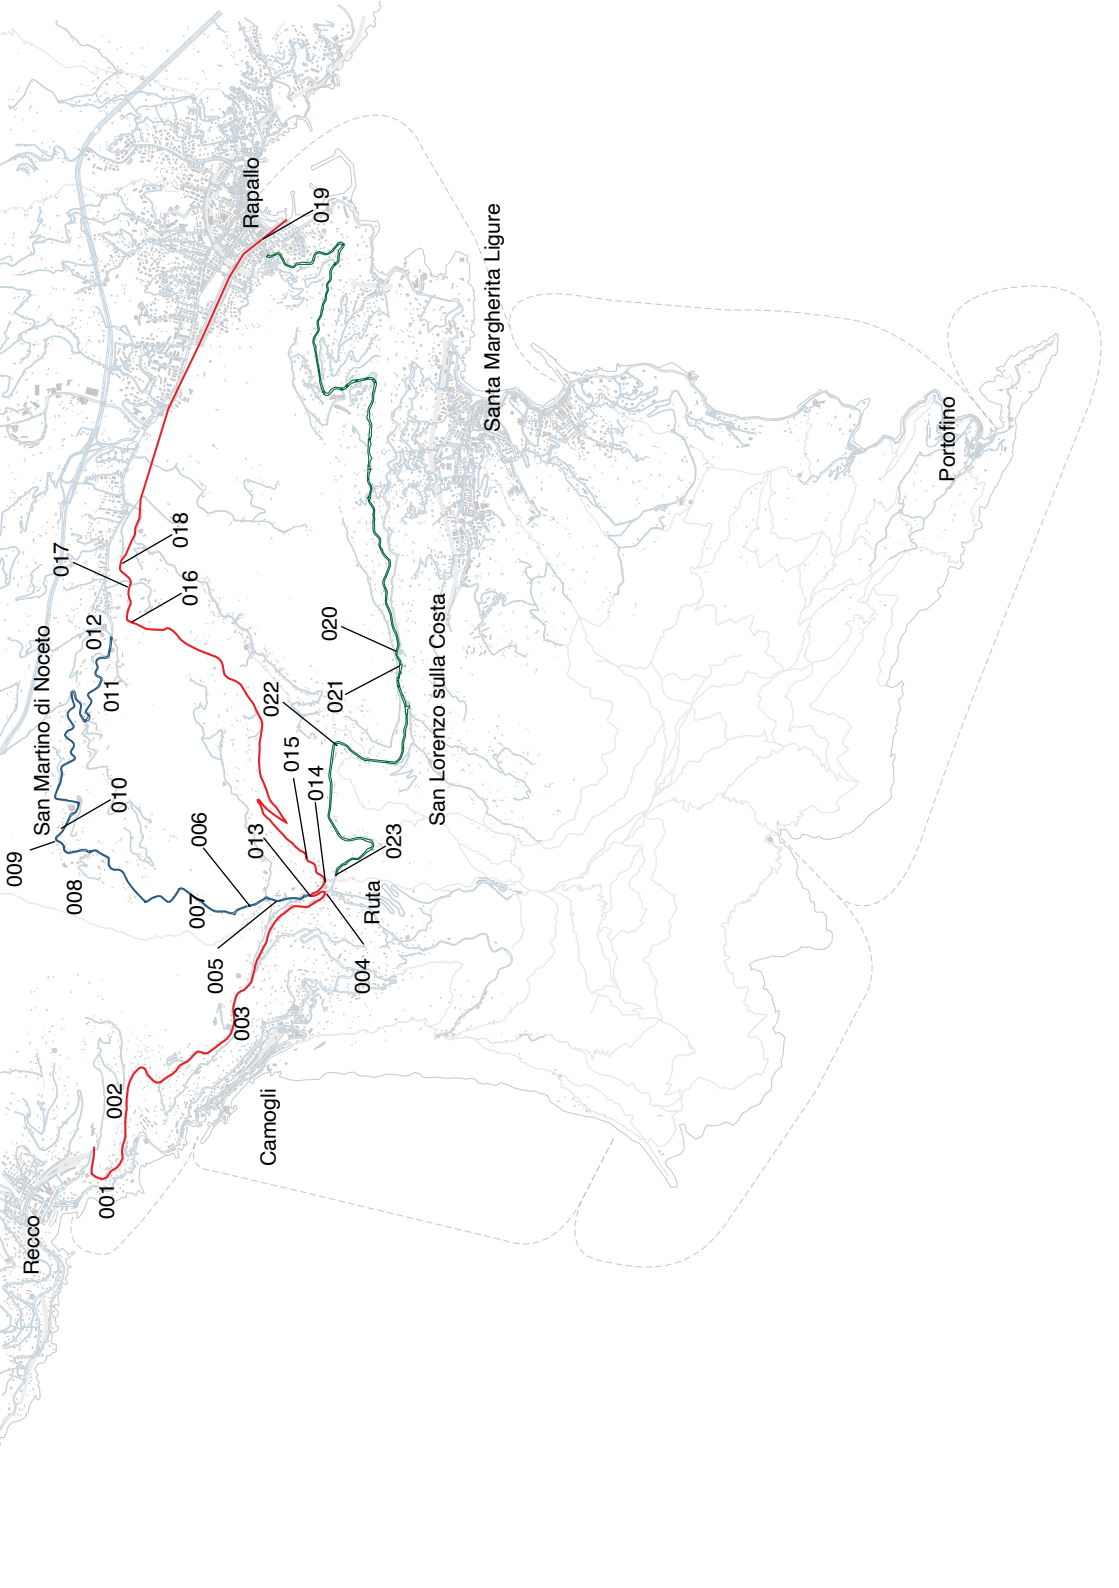 Recco
001
002
Camogli
003
004
005
Ruta
007
006
008
009
San Martino di Noceto
010
011
012
013
014
015
023
022
021
020
San Lorenzo sulla Costa
016
017
018
019
Rapallo
Santa Margherita Ligure
Portofino